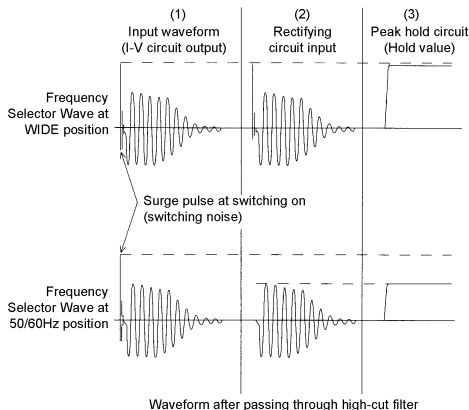 (1)
Input waveform
(I-V circuit output)
(2)
Rectifying
circuit input
(3)
Peak hold circuit
(Hold value)
Frequency
Selector Wave at
WIDE position
Surge pulse at switching on
(switching noise)
Frequency
Selector Wave at
50/60Hz position
Waveform after passing through high-cut filter